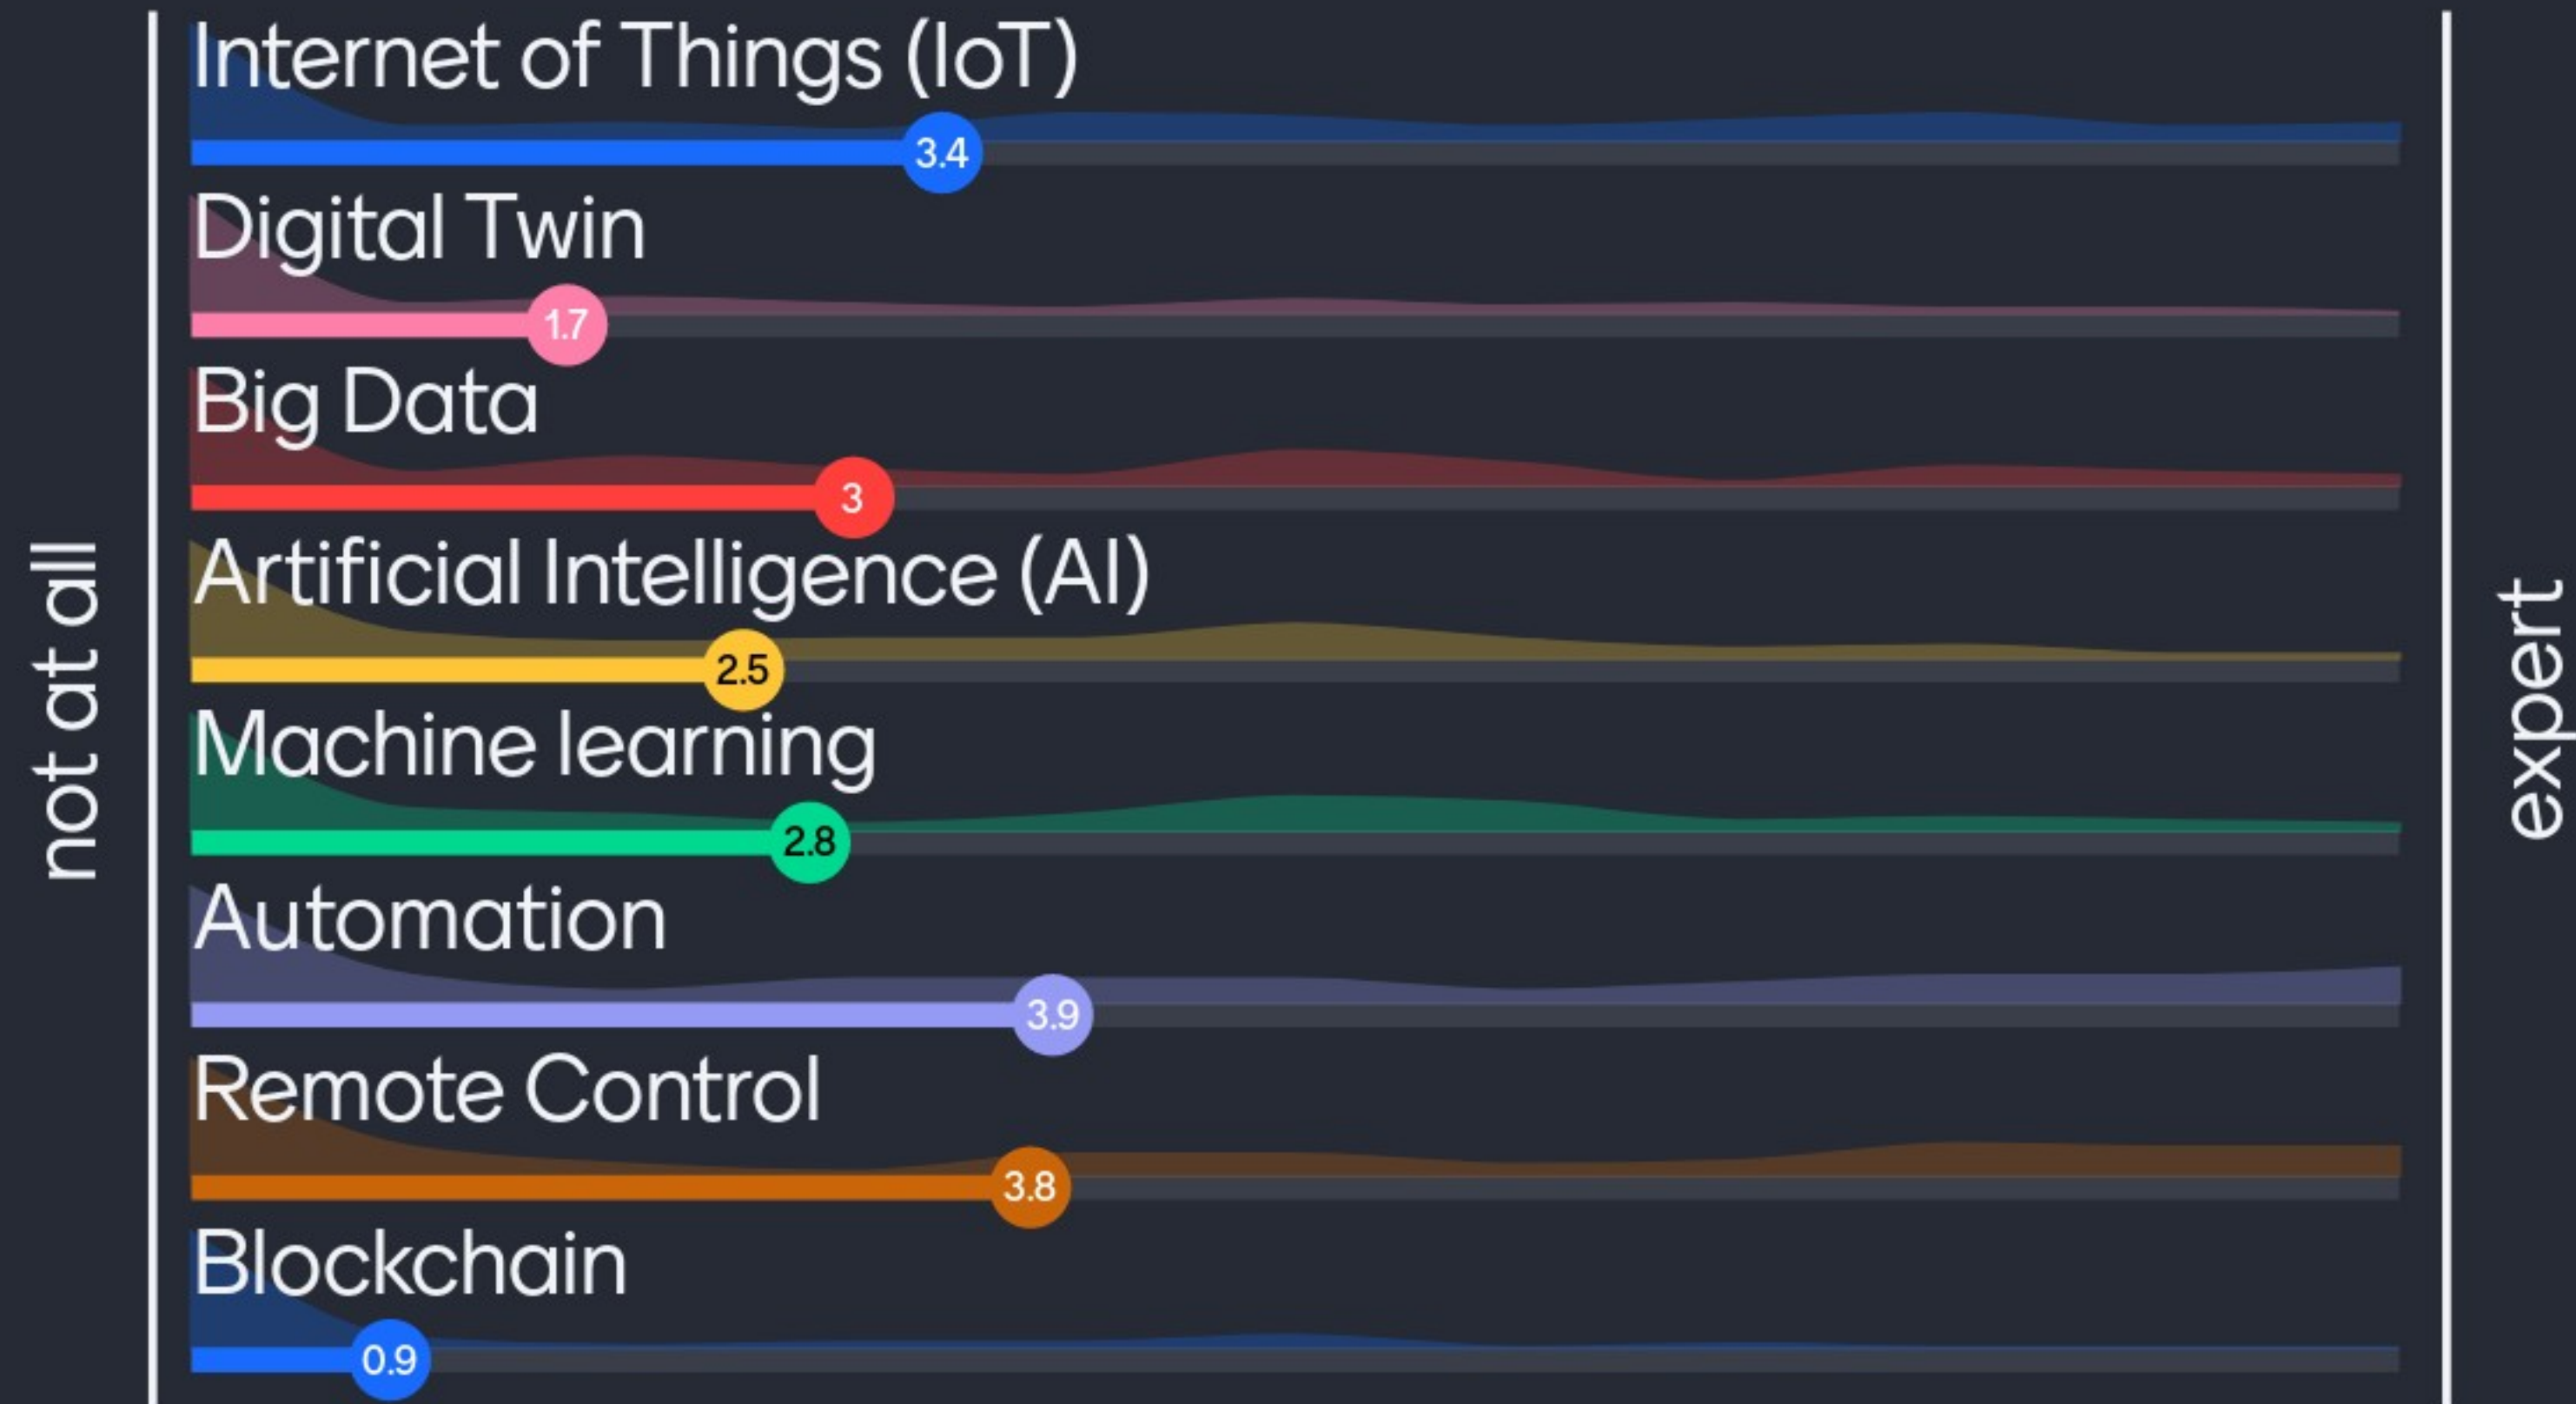 Internet of Things (IoT)
3.4
Digital Twin
1.7
Big Data
3
Artificial Intelligence (AI)
2.5
Machine learning
2.8
Automation
3.9
Remote Control
3.8
Blockchain
0.9
not at all
expert